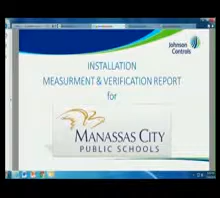 Johnson
Controls
INSTALLATION
MEASURMENT & VERIFICATION REPORT
for
MANASSAS CITY
PUBLIC SCHOOLS